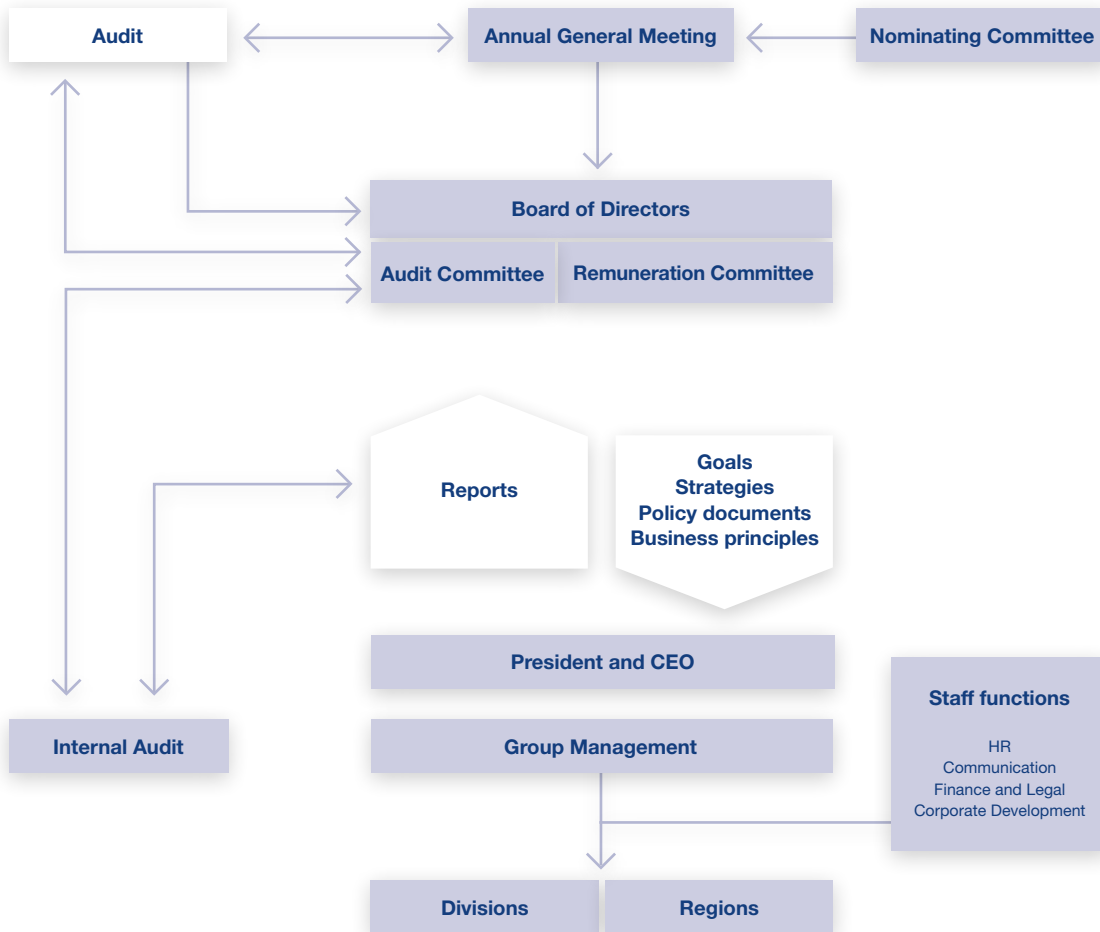 Audit
Annual General Meeting
Nominating Committee
Board of Directors
Audit Committee
Remuneration Committee
Reports
Goals
Strategies
Policy documents
Business principles
President and CEO
Staff functions
HR
Communication
Finance and Legal
Corporate Development
Internal Audit
Group Management
Divisions
Regions